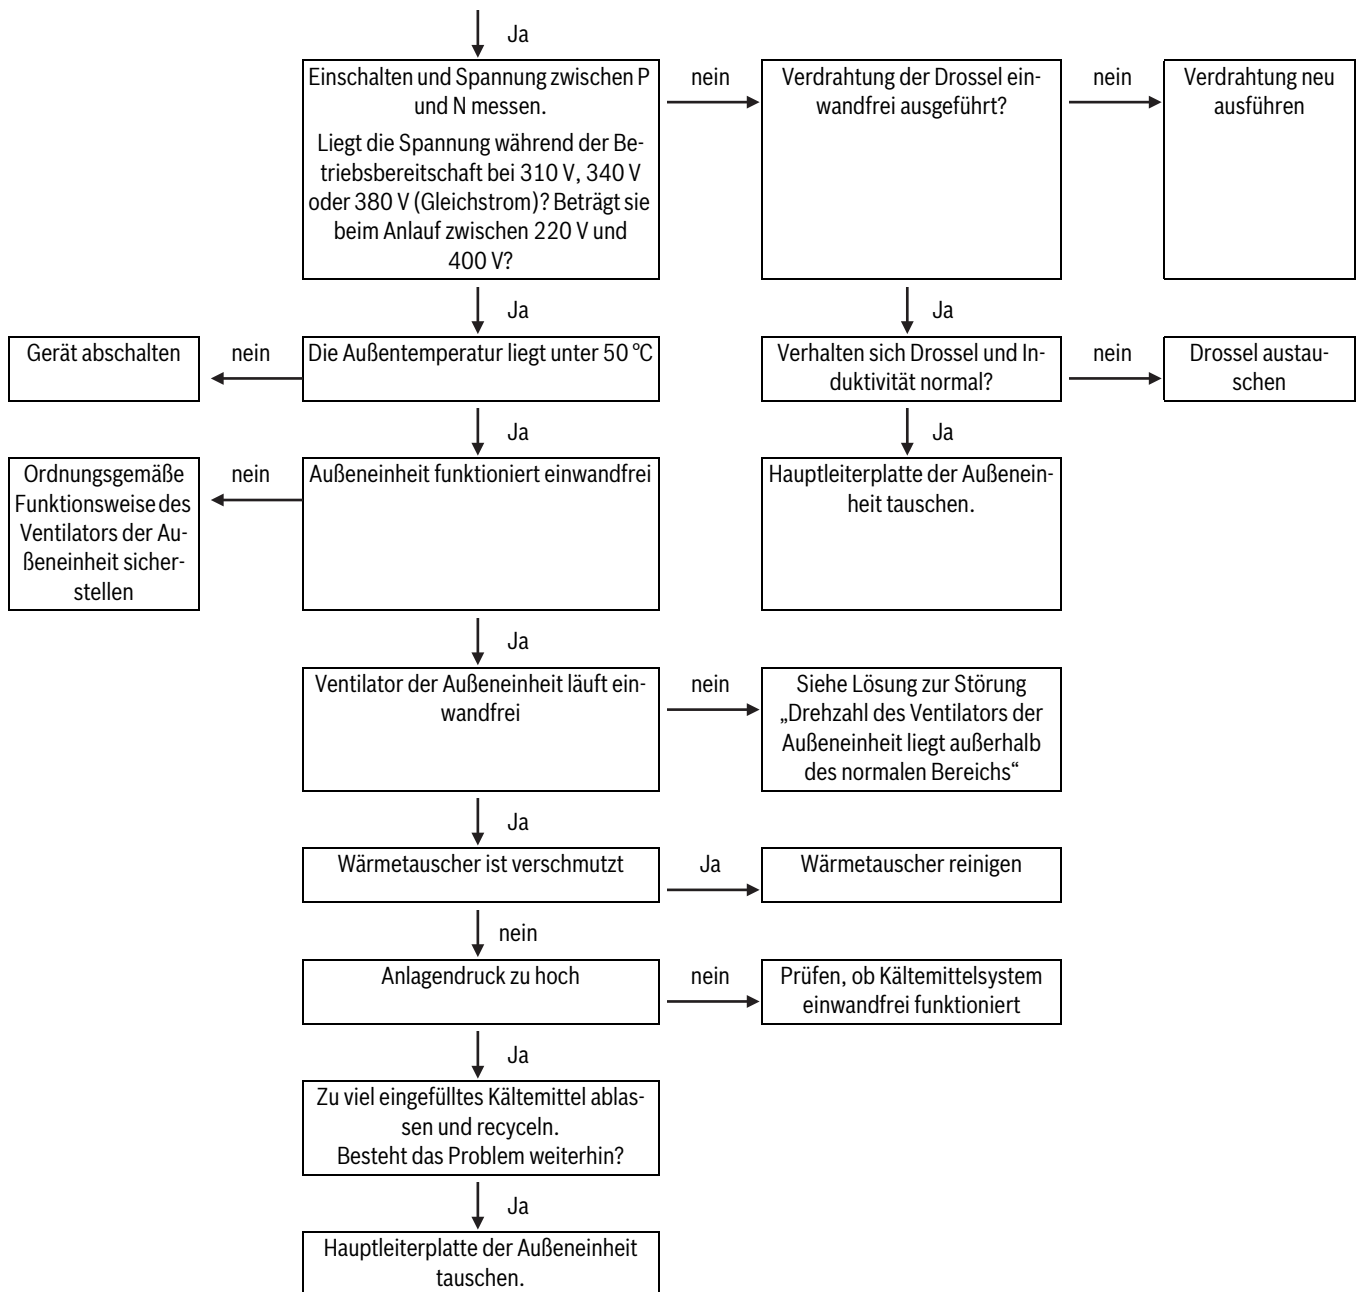 Ja
Einschalten und Spannung zwischen P
und N messen.
Liegt die Spannung während der Be-
triebsbereitschaft bei 310 V, 340 V
oder 380 V (Gleichstrom)? Beträgt sie
beim Anlauf zwischen 220 V und
400 V?
nein
Verdrahtung der Drossel ein-
wandfrei ausgeführt?
nein
Verdrahtung neu
ausführen
Ja
Ja
Gerät abschalten
nein
Die Außentemperatur liegt unter 50 °C
Verhalten sich Drossel und In-
duktivität normal?
nein
Drossel austau-
schen
Ja
Ja
Ordnungsgemäße
Funktionsweise des
Ventilators der Au-
ßeneinheit sicher-
stellen
nein
Außeneinheit funktioniert einwandfrei
Hauptleiterplatte der Außenein-
heit tauschen.
Ja
Ventilator der Außeneinheit läuft ein-
wandfrei
nein
Siehe Lösung zur Störung
„Drehzahl des Ventilators der
Außeneinheit liegt außerhalb
des normalen Bereichs“
Ja
Wärmetauscher ist verschmutzt
Ja
Wärmetauscher reinigen
nein
Anlagendruck zu hoch
nein
Prüfen, ob Kältemittelsystem
einwandfrei funktioniert
Ja
Zu viel eingefülltes Kältemittel ablas-
sen und recyceln.
Besteht das Problem weiterhin?
Ja
Hauptleiterplatte der Außeneinheit
tauschen.